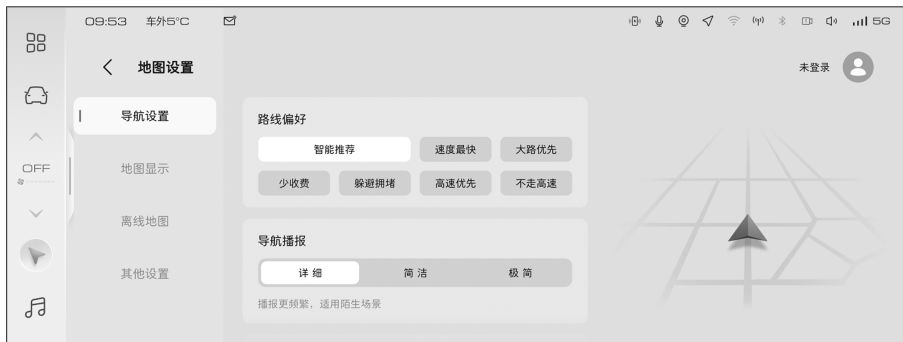 09:53 车外5°C
5G
地图设置
未登录
导航设置
地图显示
离线地图
其他设置
OFF
路线偏好
智能推荐 速度最快 大路优先
少收费 躲避拥堵 高速优先 不走高速
导航播报
详细 简洁 极简
播报更频繁，适用陌生场景